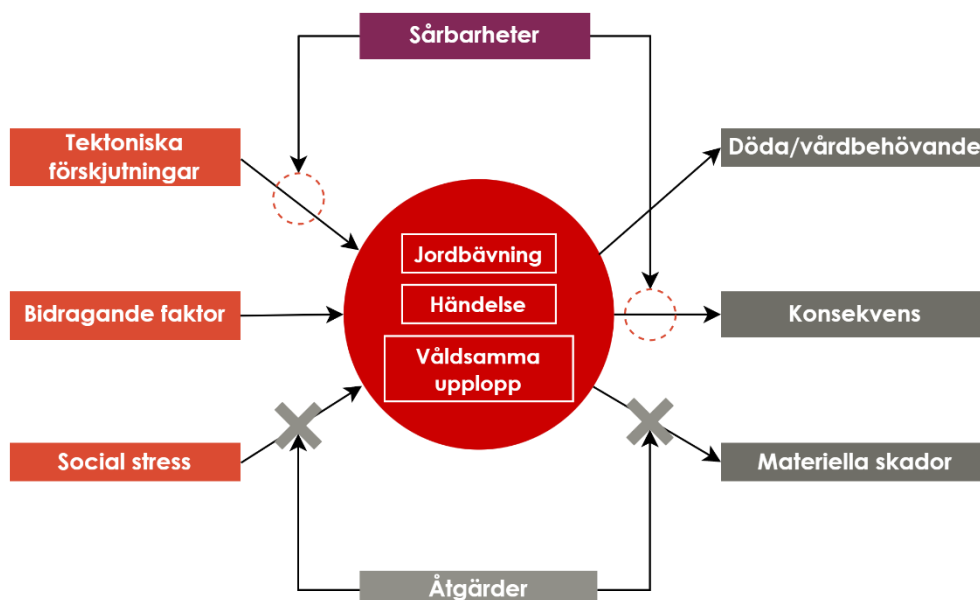 Sårbarheter
Tektoniska
förskjutningar
Döda/vårdbehövande
Jordbävning
Bidragande faktor
Händelse
Konsekvens
Våldsamma
upplopp
Social stress
Materiella skador
Åtgärder